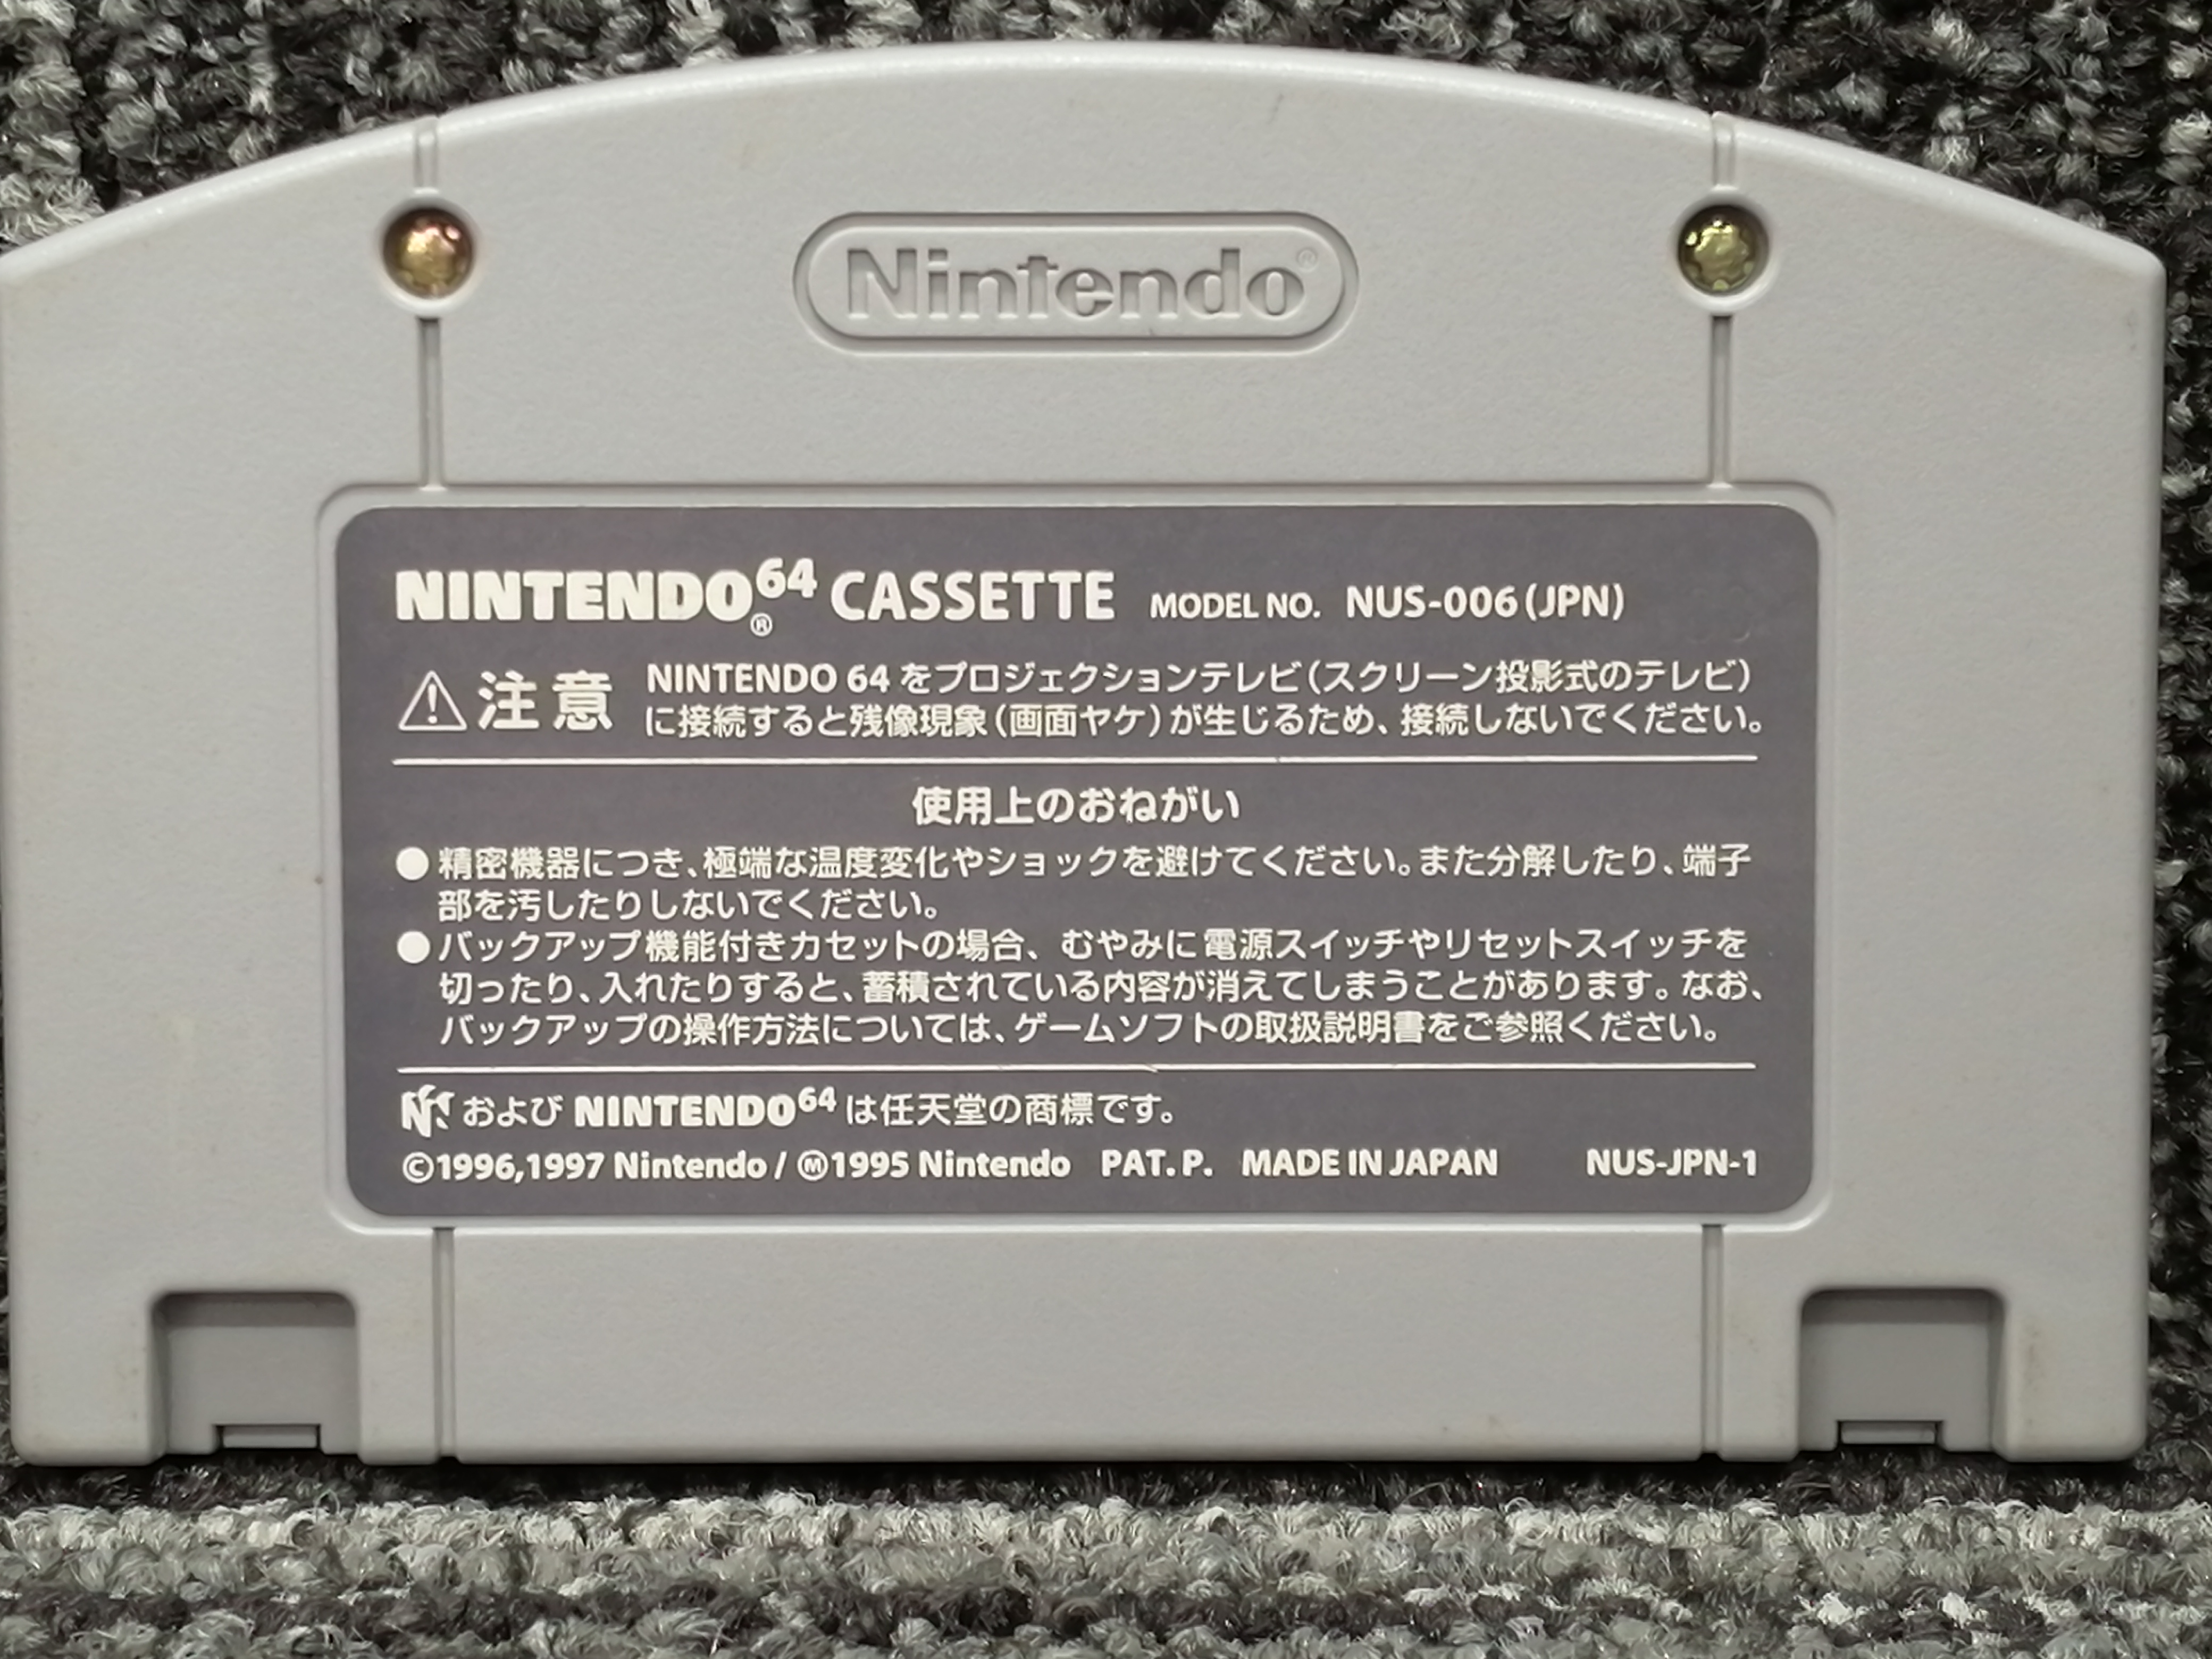 Nintendo®
NINTENDO64® CASSETTE MODEL NO. NUS-006(JPN)
注意 NINTENDO 64 をプロジェクションテレビ(スクリーン投影式のテレビ)
に接続すると残像現象(画面ヤケ)が生じるため、接続しないでください。
使用上のおねがい
●精密機器につき、極端な温度変化やショックを避けてください。また分解したり、端子
部を汚したりしないでください。
●バックアップ機能付きカセットの場合、むやみに電源スイッチやリセットスイッチを
切ったり、入れたりすると、蓄積されている内容が消えてしまうことがあります。なお、
バックアップの操作方法については、ゲームソフトの取扱説明書をご参照ください。
N および NINTENDO64 は任天堂の商標です。
©1996,1997 Nintendo / Ⓜ1995 Nintendo PAT. P. MADE IN JAPAN NUS-JPN-1